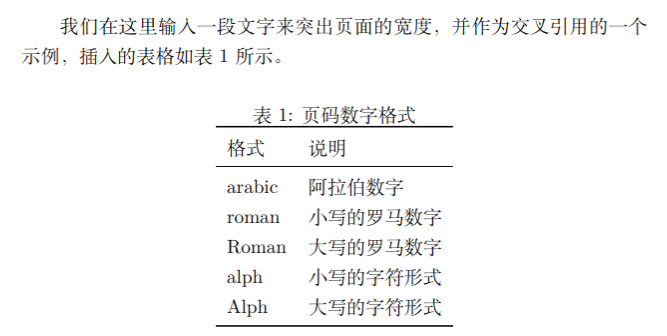 我们在这里输入一段文字来突出页面的宽度，并作为交叉引用的一个
示例，插入的表格如表 1 所示。
表 1: 页码数字格式
格式 说明
arabic 阿拉伯数字
roman 小写的罗马数字
Roman 大写的罗马数字
alph 小写的字符形式
Alph 大写的字符形式